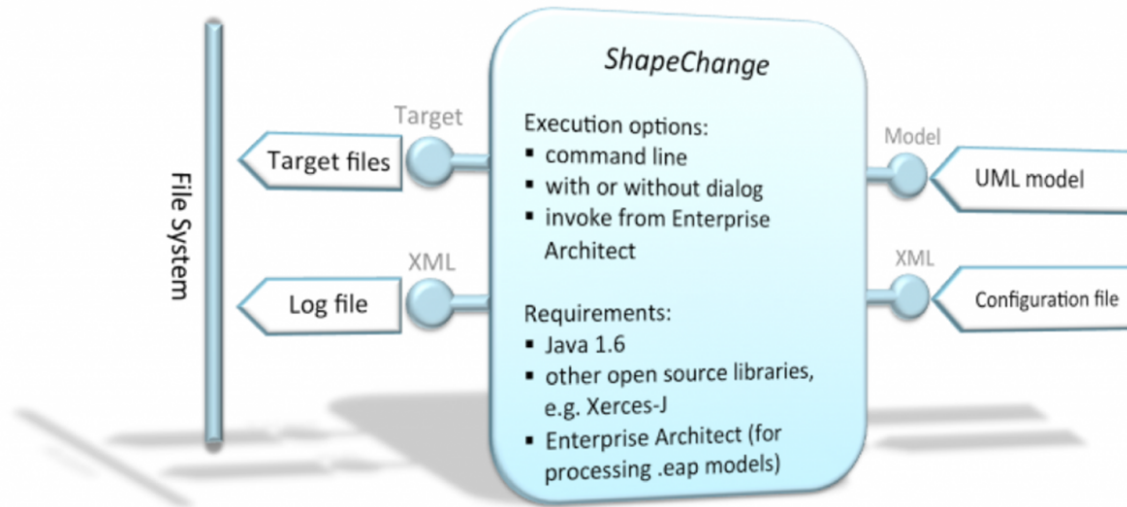 ShapeChange
Execution options:
▪ command line
▪ with or without dialog
▪ invoke from Enterprise
Architect
Requirements:
▪ Java 1.6
▪ other open source libraries,
e.g. Xerces-J
▪ Enterprise Architect (for
processing .eap models)
File System
Target
Target files
XML
Log file
Model
UML model
XML
Configuration file